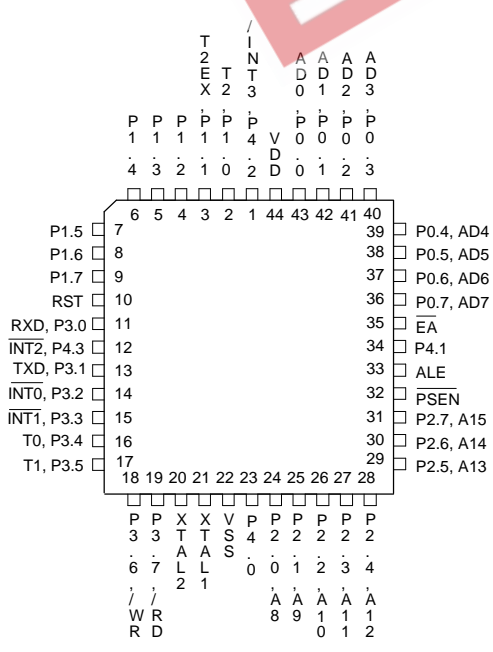 P1.4
P1.3
P1.2
T2EX,P1.1
T2,P1.0
/INT3,P4.2
VDD
AD0,P0.0
AD1,P0.1
AD2,P0.2
AD3,P0.3
6 5 4 3 2 1 44 43 42 41 40
P1.5 7
P1.6 8
P1.7 9
RST 10
RXD, P3.0 11
INT2, P4.3 12
TXD, P3.1 13
INT0, P3.2 14
INT1, P3.3 15
T0, P3.4 16
T1, P3.5 17
39 P0.4, AD4
38 P0.5, AD5
37 P0.6, AD6
36 P0.7, AD7
35 EA
34 P4.1
33 ALE
32 PSEN
31 P2.7, A15
30 P2.6, A14
29 P2.5, A13
18 19 20 21 22 23 24 25 26 27 28
P3.6,/WR
P3.7,/RD
XTAL2
XTAL1
VSS
P4.0
P2.0,A8
P2.1,A9
P2.2,A10
P2.3,A11
P2.4,A12